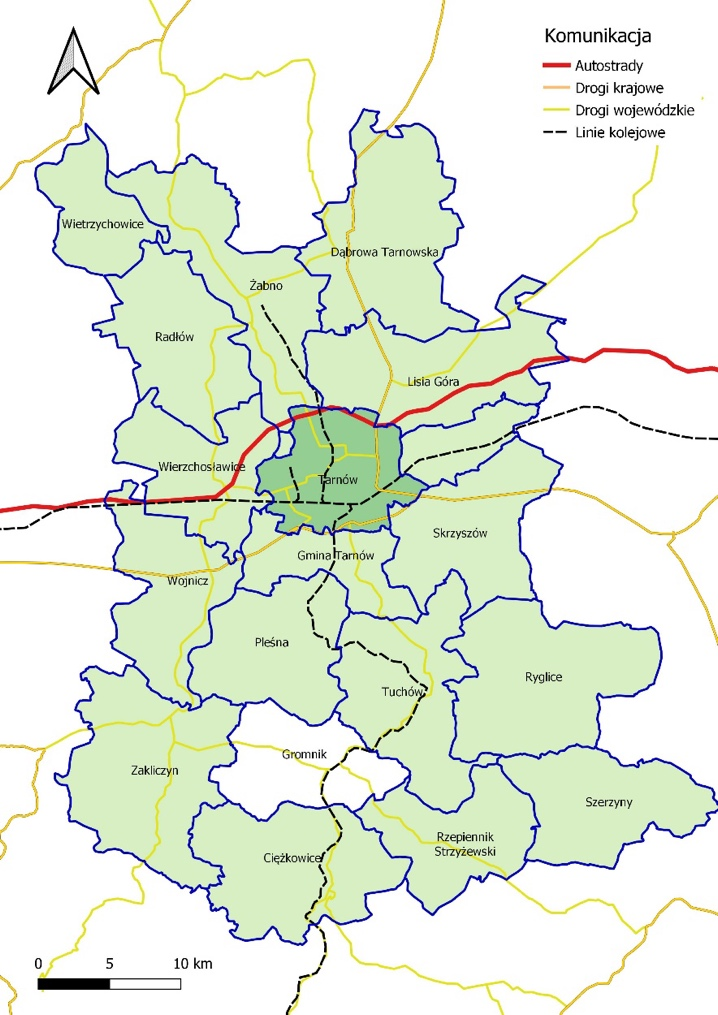 Komunikacja
Autostrady
Drogi krajowe
Drogi wojewódzkie
Linie kolejowe
Wietrzychowice
Dąbrowa Tarnowska
Żabno
Radłów
Lisia Góra
Wierzchosławice
Tarnów
Skrzyszów
Gmina Tarnów
Wojnicz
Pleśna
Ryglice
Tuchów
Gromnik
Zakliczyn
Szerzyny
Rzepiennik
Strzyżewski
Ciężkowice
0 5 10 km